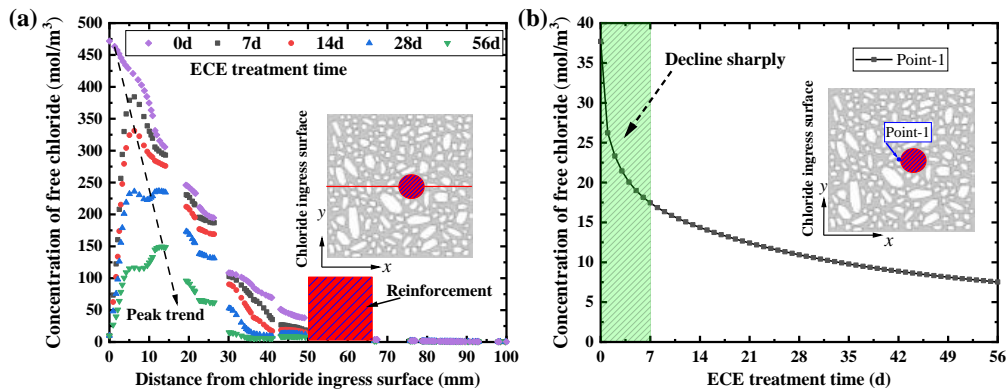 (a)
500
450
400
350
300
250
200
150
100
50
0
Concentration of free chloride (mol/m³)
0d 7d 14d 28d 56d
ECE treatment time
Chloride ingress surface
y
x
Reinforcement
Peak trend
0 10 20 30 40 50 60 70 80 90 100
Distance from chloride ingress surface (mm)
(b)
40
35
30
25
20
15
10
5
0
Concentration of free chloride (mol/m³)
Decline sharply
Point-1
Point-1
Chloride ingress surface
y
x
0 7 14 21 28 35 42 49 56
ECE treatment time (d)